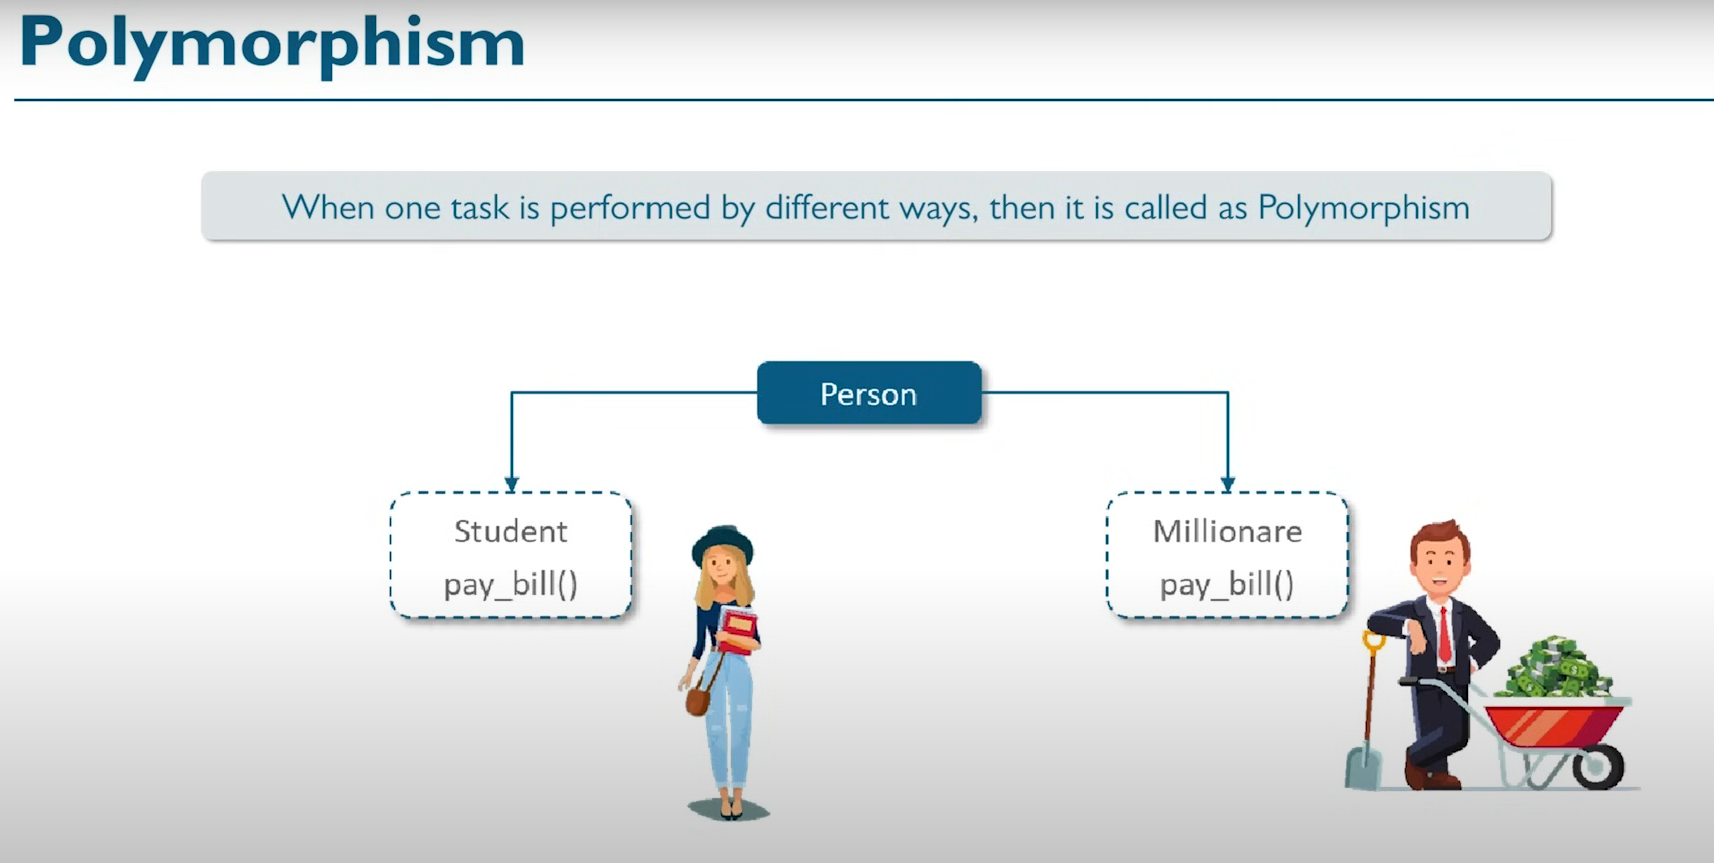 Polymorphism
When one task is performed by different ways, then it is called as Polymorphism
Person
Student
pay_bill()
Millionare
pay_bill()